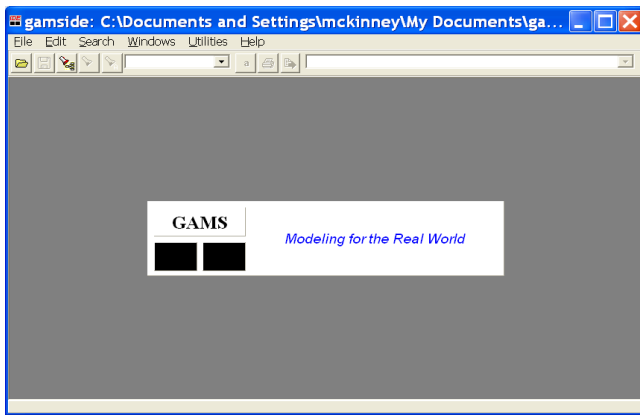 gamside: C:\Documents and Settings\mckinney\My Documents\ga...
File Edit Search Windows Utilities Help
a
GAMS
Modeling for the Real World